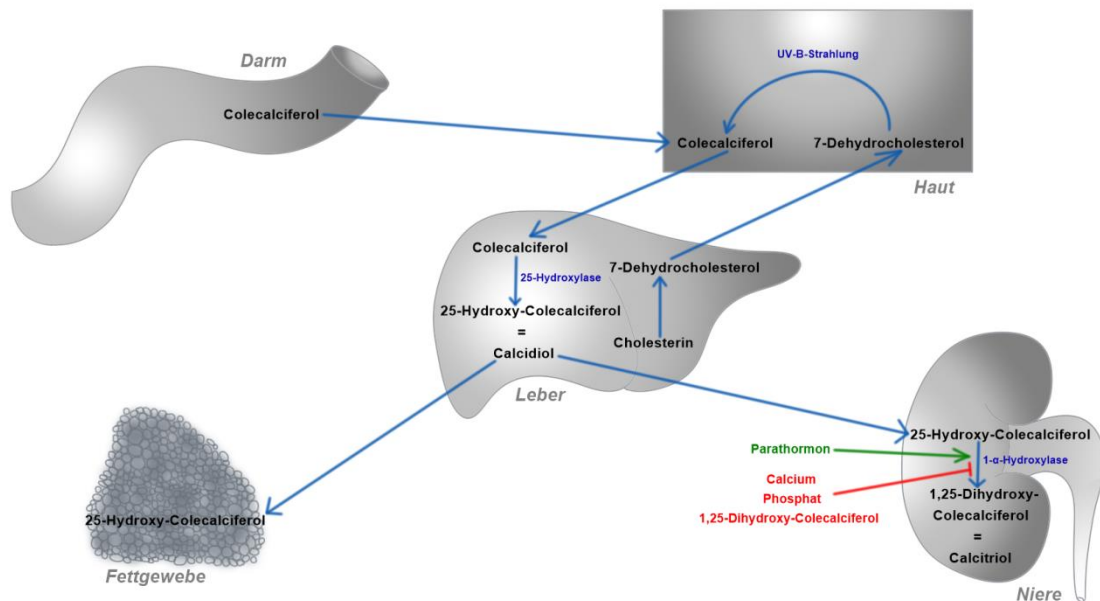 Darm
Colecalciferol
UV-B-Strahlung
Colecalciferol
7-Dehydrocholesterol
Haut
Colecalciferol
25-Hydroxylase
25-Hydroxy-Colecalciferol
=
Calcidiol
7-Dehydrocholesterol
Cholesterin
Leber
25-Hydroxy-Colecalciferol
Fettgewebe
25-Hydroxy-Colecalciferol
Parathormon
1-α-Hydroxylase
Calcium
Phosphat
1,25-Dihydroxy-Colecalciferol
1,25-Dihydroxy-
Colecalciferol
=
Calcitriol
Niere